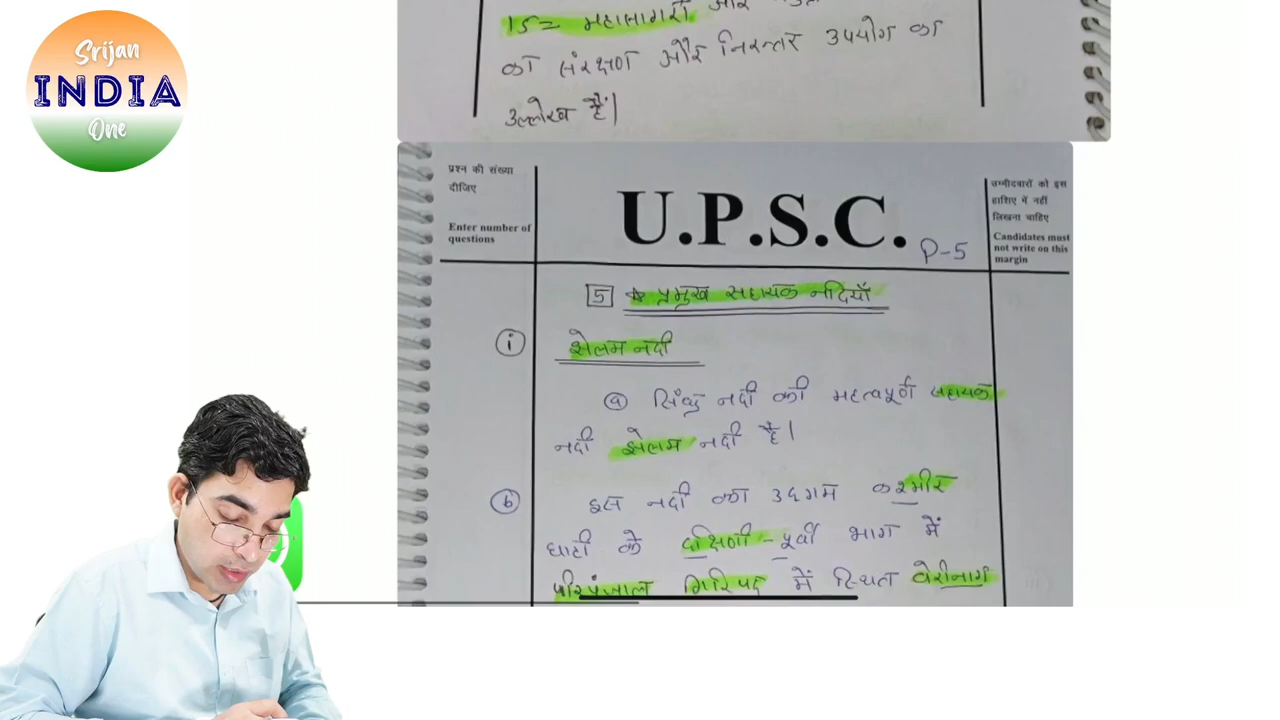 Srijan
INDIA
One
15= महासागरों और
का संरक्षण और निरन्तर उपयोग का
उल्लेख हैं|
प्रश्न की संख्या
दीजिए
Enter number of
questions
U.P.S.C.
P-5
उम्मीदवारों को इस
हाशिए में नहीं
लिखना चाहिए
Candidates must
not write on this
margin
5 * प्रमुख सहायक नदियाँ
i झेलम नदी
a सिंधु नदी की महत्वपूर्ण सहायक
नदी झेलम नदी है|
b इस नदी का उद्गम कश्मीर
घाटी के दक्षिणी-पूर्वी भाग में
पीरपंजाल गिरिपद में स्थित वेरीनाग